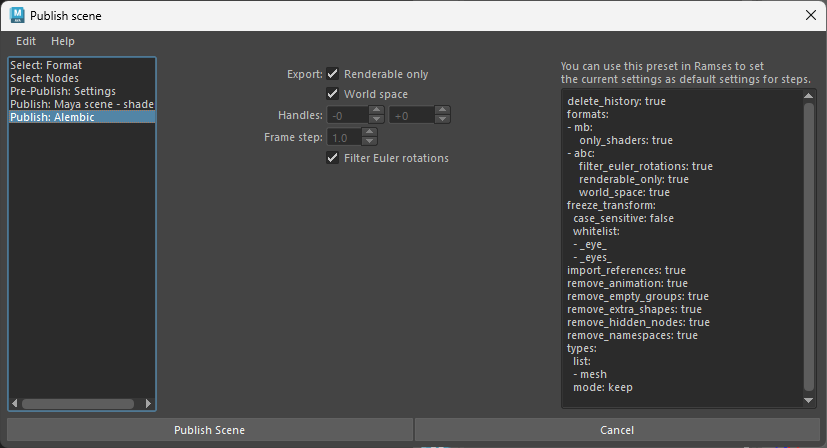 Publish scene
Edit Help
Select: Format
Select: Nodes
Pre-Publish: Settings
Publish: Maya scene - shade
Publish: Alembic
Export: Renderable only
World space
Handles: -0 +0
Frame step: 1.0
Filter Euler rotations
You can use this preset in Ramses to set
the current settings as default settings for steps.
delete_history: true
formats:
- mb:
only_shaders: true
- abc:
filter_euler_rotations: true
renderable_only: true
world_space: true
freeze_transform:
case_sensitive: false
whitelist:
- _eye_
- _eyes_
import_references: true
remove_animation: true
remove_empty_groups: true
remove_extra_shapes: true
remove_hidden_nodes: true
remove_namespaces: true
types:
list:
- mesh
mode: keep
Publish Scene Cancel